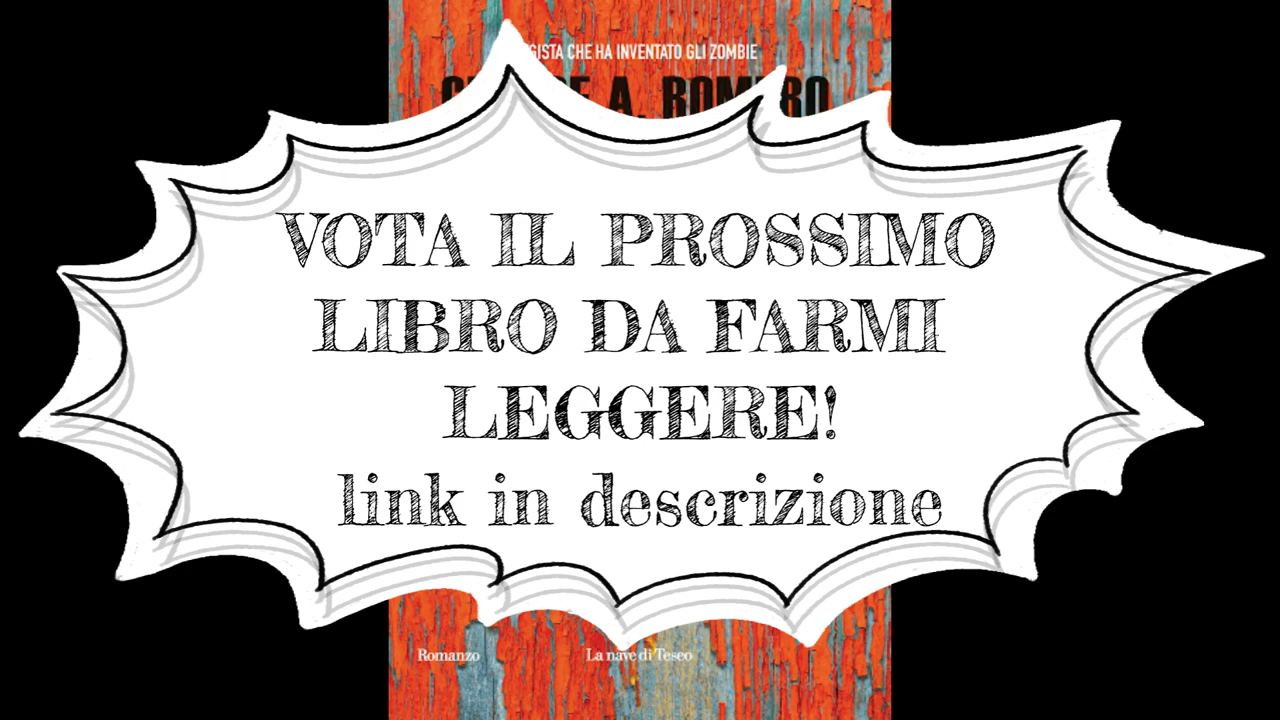 CHE HA INVENTATO GLI ZOMBIE
A.
VOTA IL PROSSIMO
LIBRO DA FARMI
LEGGERE!
link in descrizione
Romanzo
La nave di Teseo